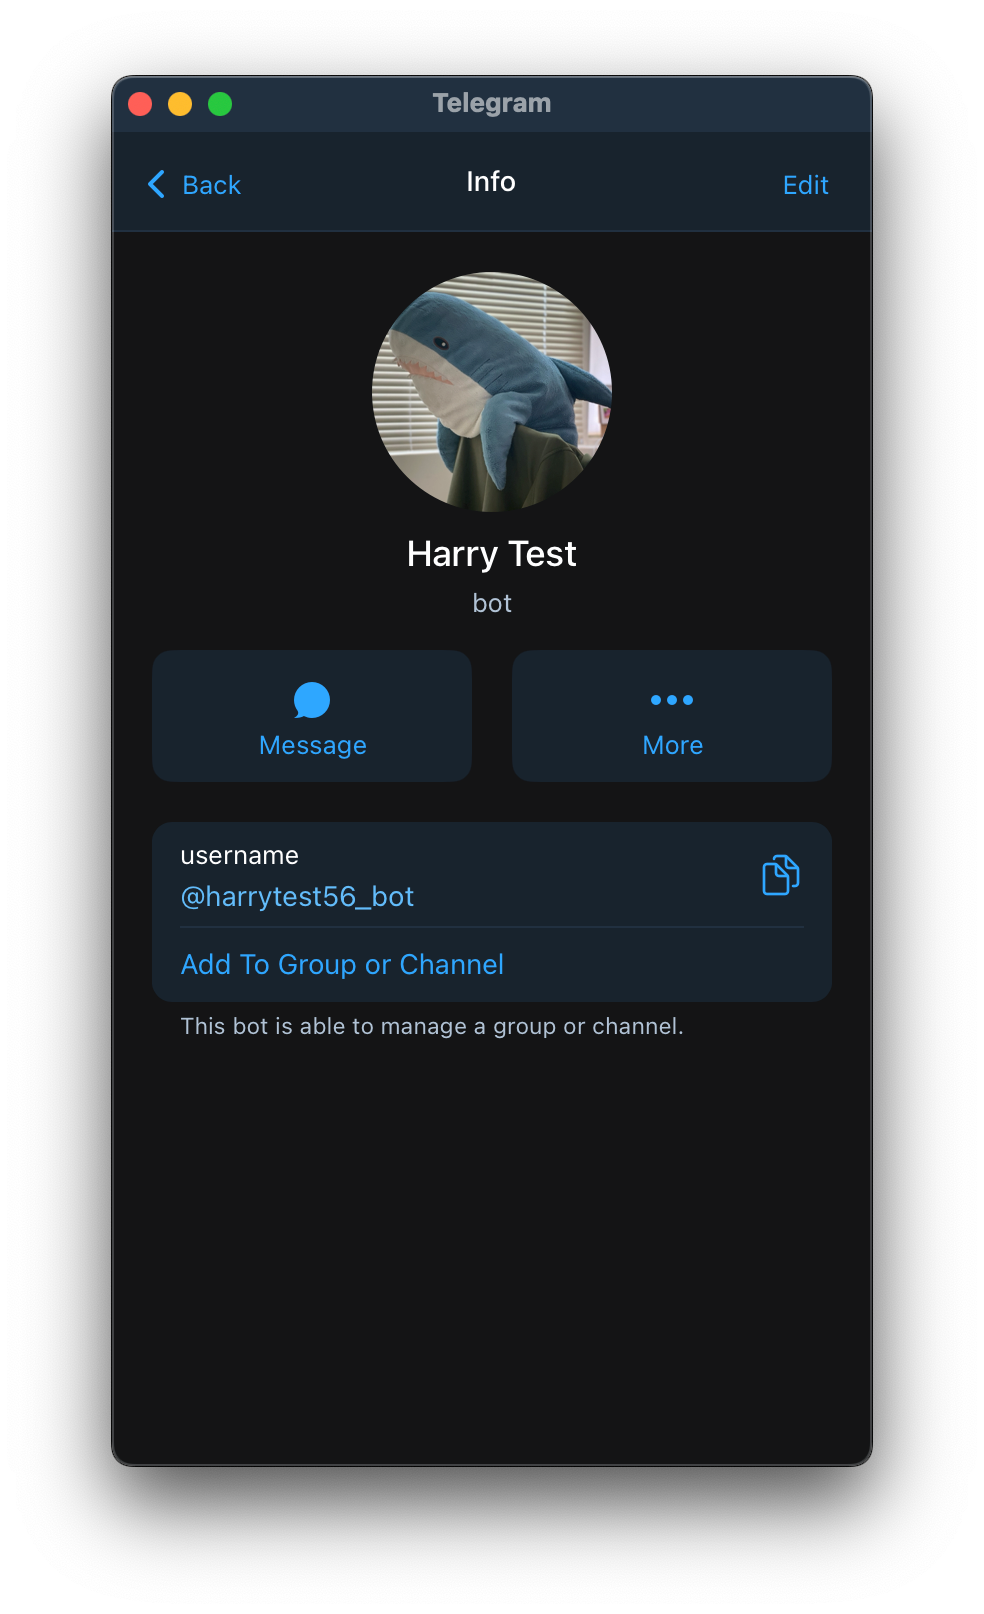 Telegram
Back
Info
Edit
Harry Test
bot
Message
More
username
@harrytest56_bot
Add To Group or Channel
This bot is able to manage a group or channel.